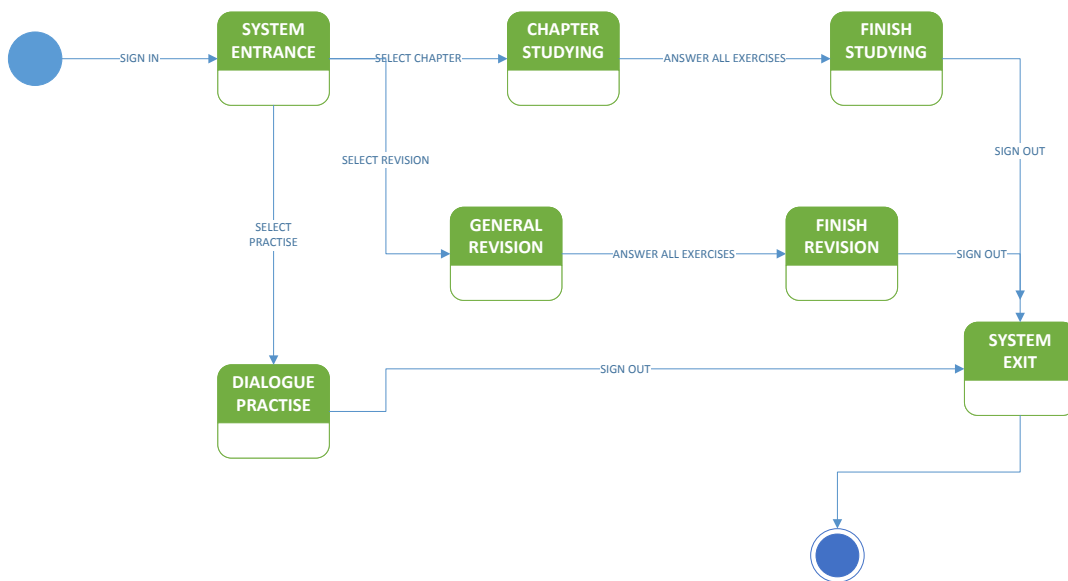 SYSTEM
ENTRANCE
CHAPTER
STUDYING
FINISH
STUDYING
SIGN IN
SELECT CHAPTER
ANSWER ALL EXERCISES
SIGN OUT
SELECT REVISION
SELECT
PRACTISE
GENERAL
REVISION
FINISH
REVISION
ANSWER ALL EXERCISES
SIGN OUT
SYSTEM
EXIT
SIGN OUT
DIALOGUE
PRACTISE